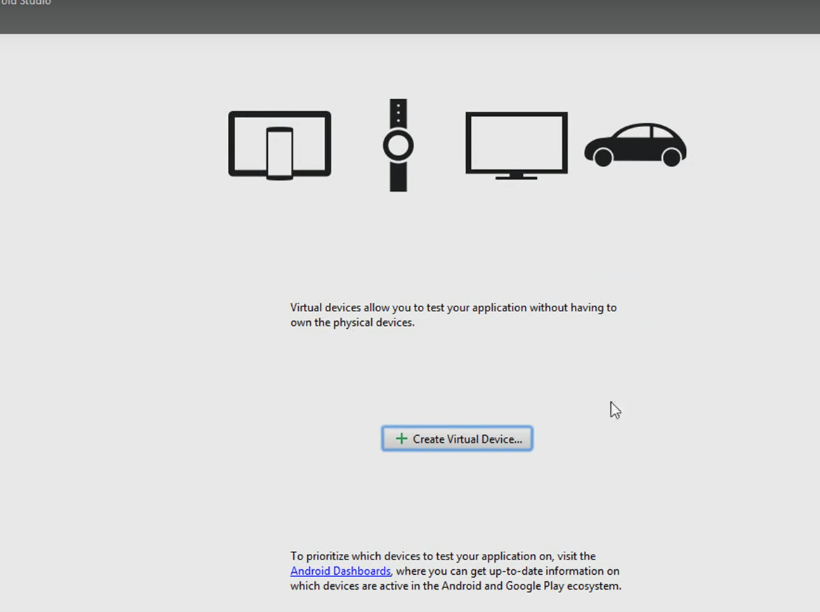 Studio
Virtual devices allow you to test your application without having to
own the physical devices.
Create Virtual Device...
To prioritize which devices to test your application on, visit the
Android Dashboards, where you can get up-to-date information on
which devices are active in the Android and Google Play ecosystem.